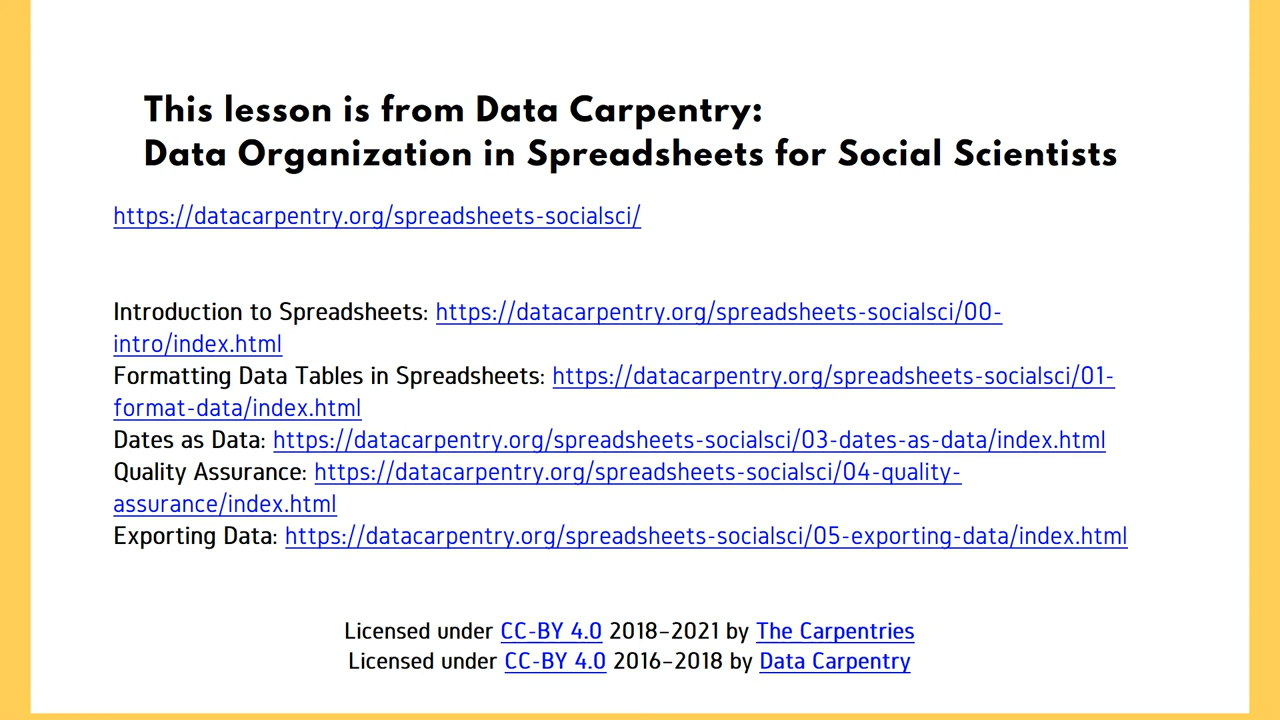 This lesson is from Data Carpentry:
Data Organization in Spreadsheets for Social Scientists
https://datacarpentry.org/spreadsheets-socialsci/
Introduction to Spreadsheets: https://datacarpentry.org/spreadsheets-socialsci/00-
intro/index.html
Formatting Data Tables in Spreadsheets: https://datacarpentry.org/spreadsheets-socialsci/01-
format-data/index.html
Dates as Data: https://datacarpentry.org/spreadsheets-socialsci/03-dates-as-data/index.html
Quality Assurance: https://datacarpentry.org/spreadsheets-socialsci/04-quality-
assurance/index.html
Exporting Data: https://datacarpentry.org/spreadsheets-socialsci/05-exporting-data/index.html
Licensed under CC-BY 4.0 2018–2021 by The Carpentries
Licensed under CC-BY 4.0 2016–2018 by Data Carpentry